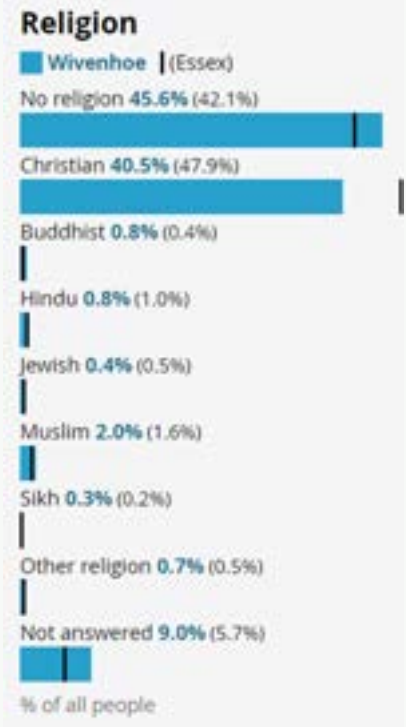 Religion
Wivenhoe (Essex)
No religion 45.6% (42.1%)
Christian 40.5% (47.9%)
Buddhist 0.8% (0.4%)
Hindu 0.8% (1.0%)
Jewish 0.4% (0.5%)
Muslim 2.0% (1.6%)
Sikh 0.3% (0.2%)
Other religion 0.7% (0.5%)
Not answered 9.0% (5.7%)
% of all people